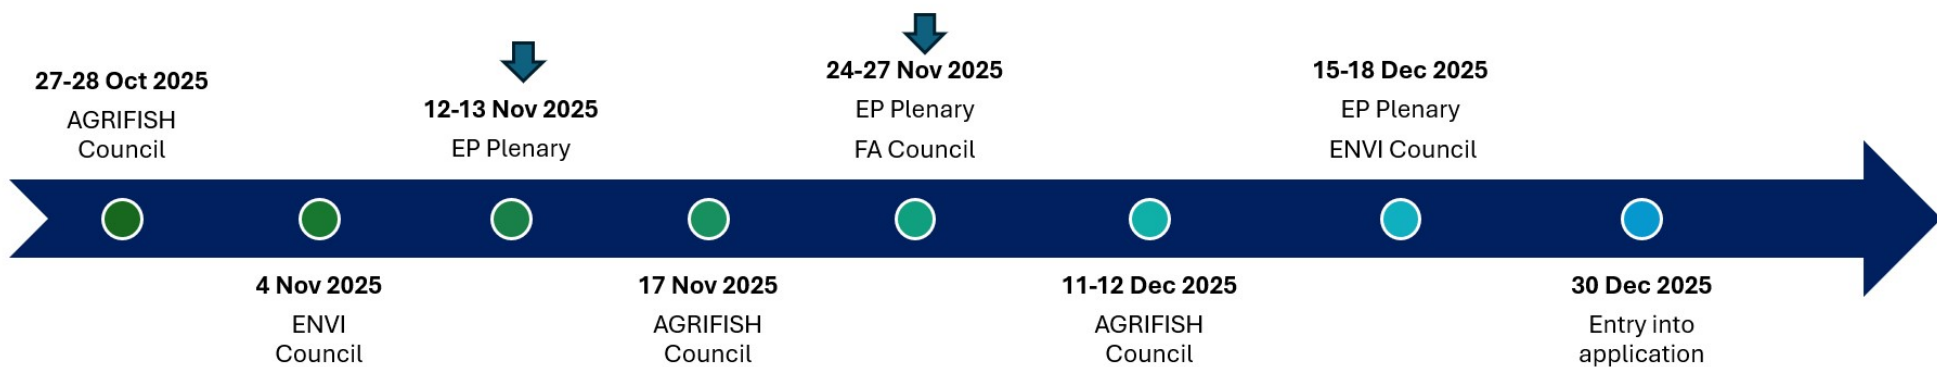 27-28 Oct 2025
AGRIFISH
Council
4 Nov 2025
ENVI
Council
12-13 Nov 2025
EP Plenary
17 Nov 2025
AGRIFISH
Council
24-27 Nov 2025
EP Plenary
FA Council
11-12 Dec 2025
AGRIFISH
Council
15-18 Dec 2025
EP Plenary
ENVI Council
30 Dec 2025
Entry into
application